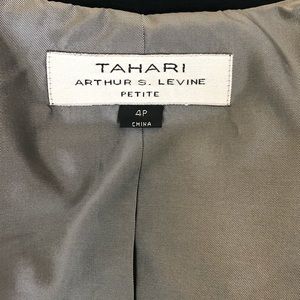 TAHARI
ARTHUR S. LEVINE
PETITE
4P
CHINA